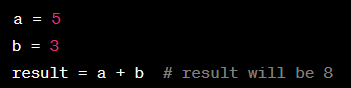 a = 5
b = 3
result = a + b  # result will be 8